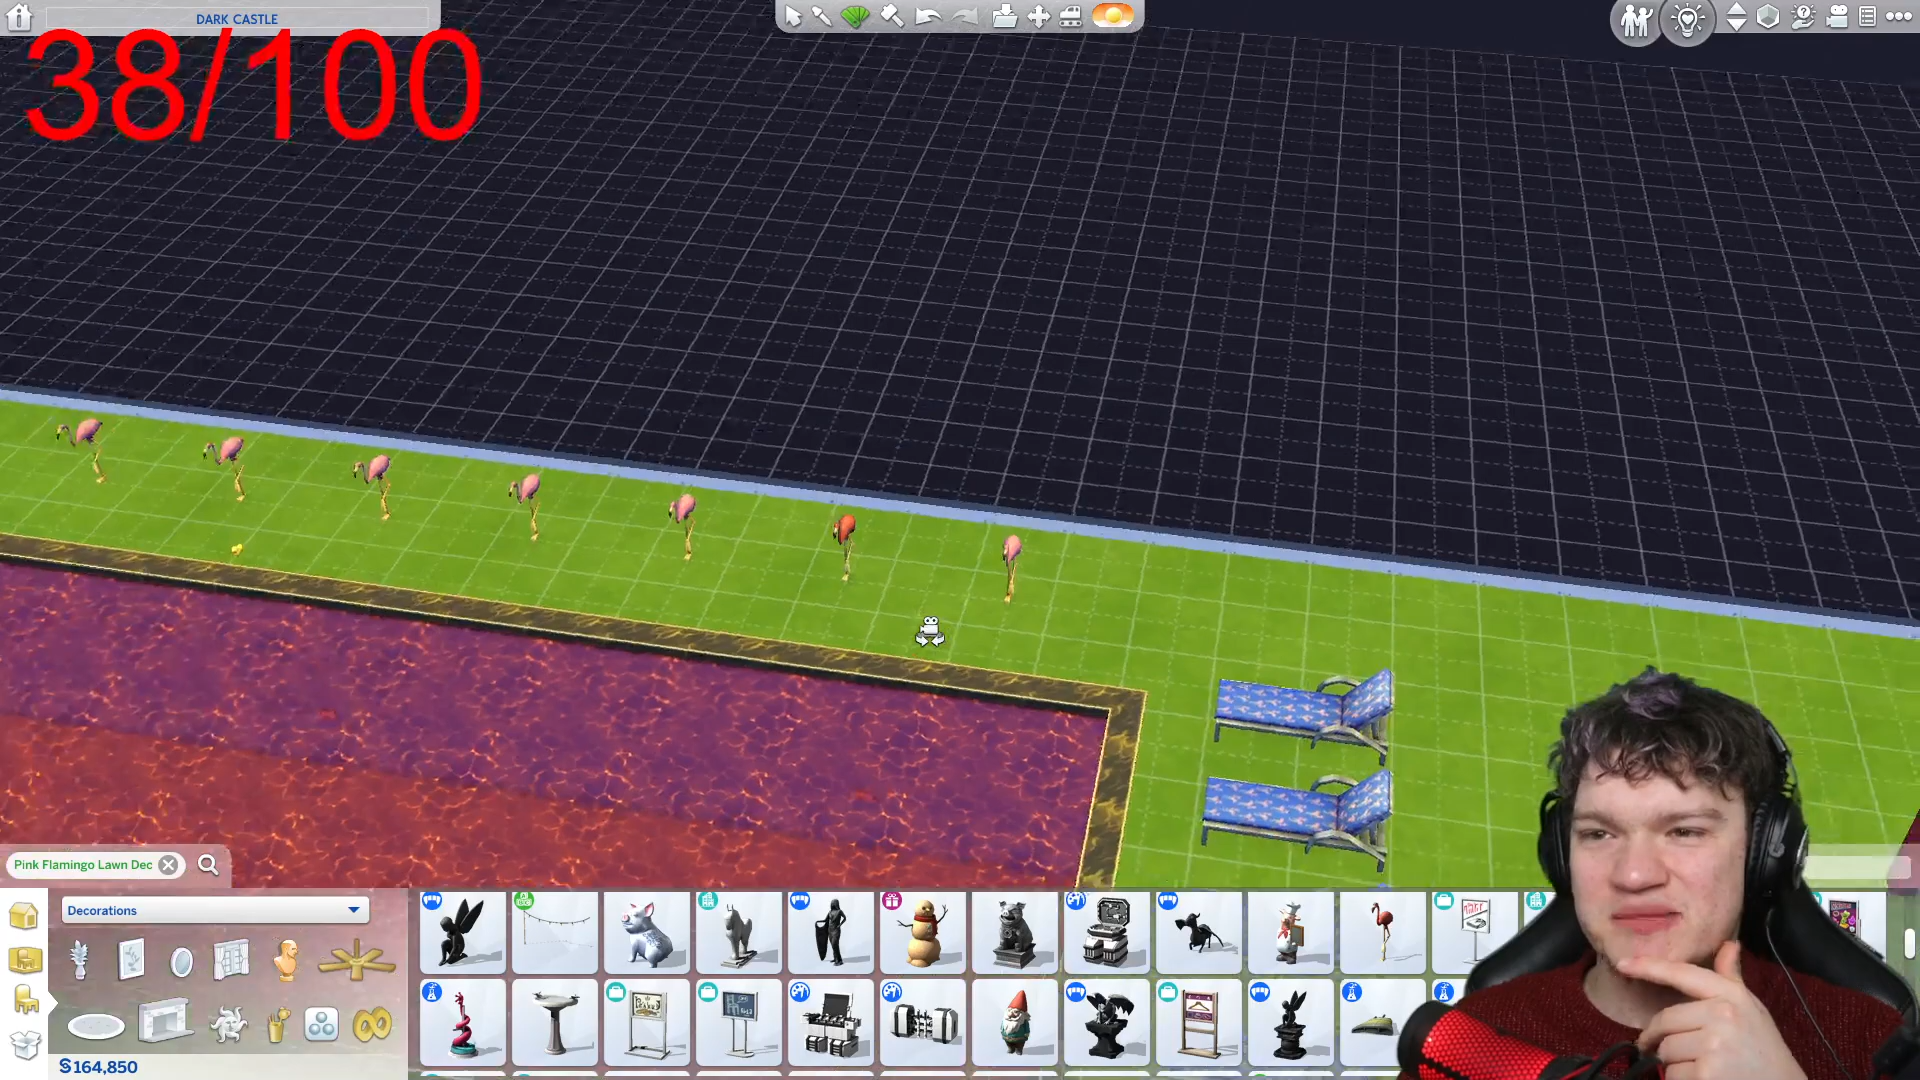 DARK CASTLE
38/100
Pink Flamingo Lawn Dec
Decorations
§164,850